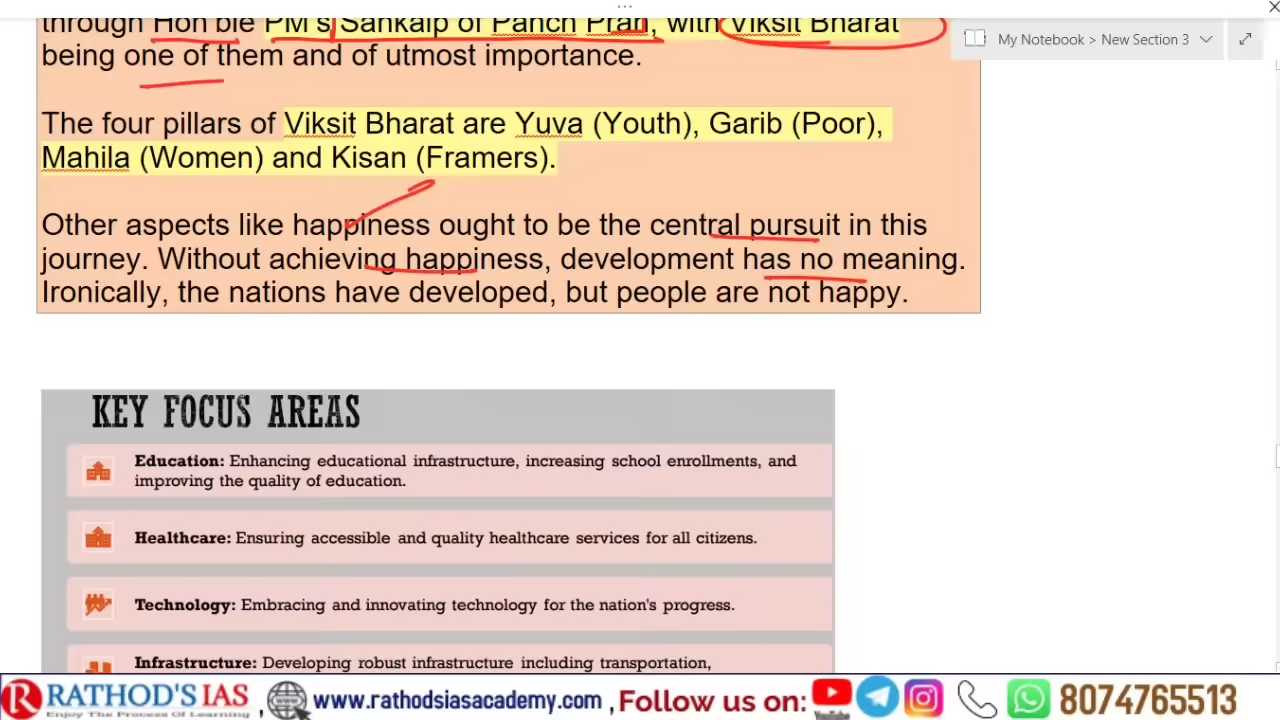 through Hon'ble PM's Sankalp of Panch Pran, with Viksit Bharat
being one of them and of utmost importance.
The four pillars of Viksit Bharat are Yuva (Youth), Garib (Poor),
Mahila (Women) and Kisan (Framers).
Other aspects like happiness ought to be the central pursuit in this
journey. Without achieving happiness, development has no meaning.
Ironically, the nations have developed, but people are not happy.
My Notebook > New Section 3
KEY FOCUS AREAS
Education: Enhancing educational infrastructure, increasing school enrollments, and
improving the quality of education.
Healthcare: Ensuring accessible and quality healthcare services for all citizens.
Technology: Embracing and innovating technology for the nation's progress.
Infrastructure: Developing robust infrastructure including transportation,
R RATHOD'S IAS
Enjoy The Process Of Learning
, www.rathodsiasacademy.com , Follow us on: YouTube 8074765513